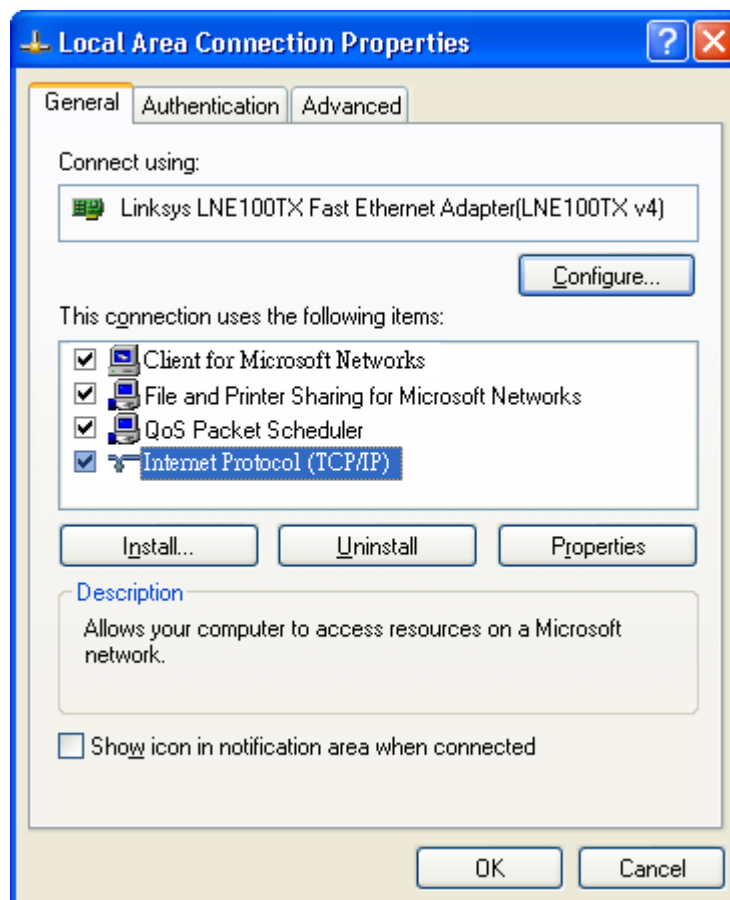 Local Area Connection Properties
General Authentication Advanced
Connect using:
Linksys LNE100TX Fast Ethernet Adapter(LNE100TX v4)
Configure...
This connection uses the following items:
Client for Microsoft Networks
File and Printer Sharing for Microsoft Networks
QoS Packet Scheduler
Internet Protocol (TCP/IP)
Install... Uninstall Properties
Description
Allows your computer to access resources on a Microsoft
network.
Show icon in notification area when connected
OK Cancel